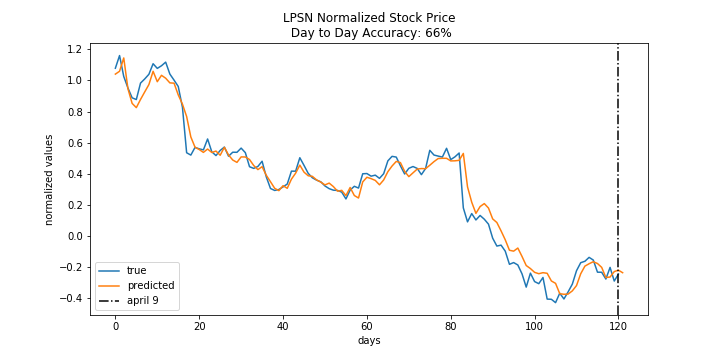 LPSN Normalized Stock Price
Day to Day Accuracy: 66%
normalized values
1.2
1.0
0.8
0.6
0.4
0.2
0.0
−0.2
−0.4
true
predicted
april 9
0
20
40
60
80
100
120
days